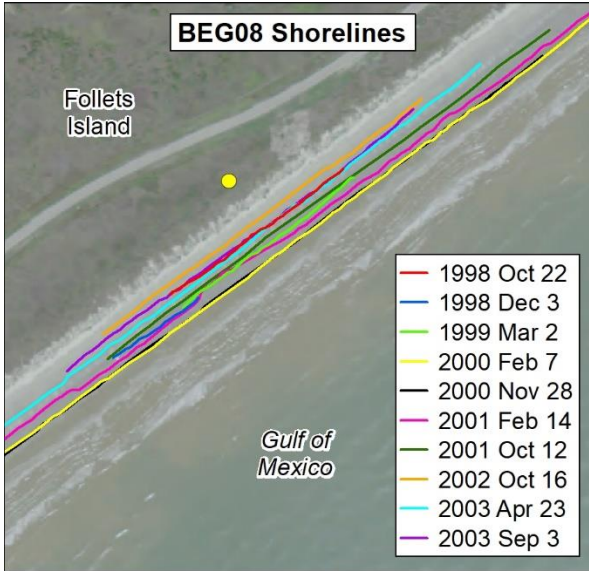 BEG08 Shorelines
Follets
Island
1998 Oct 22
1998 Dec 3
1999 Mar 2
2000 Feb 7
2000 Nov 28
2001 Feb 14
2001 Oct 12
2002 Oct 16
2003 Apr 23
2003 Sep 3
Gulf of
Mexico